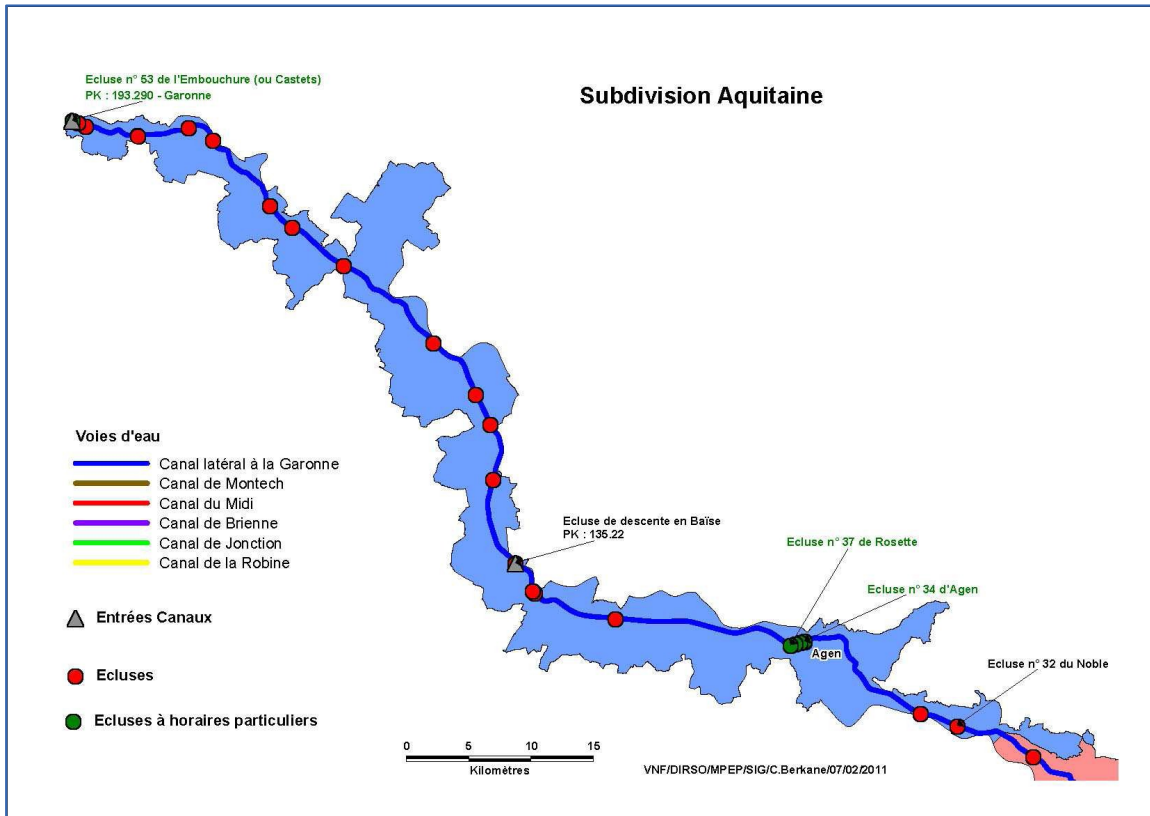 Ecluse n° 53 de l'Embouchure (ou Castets)
PK : 193.290 - Garonne
Subdivision Aquitaine
Voies d'eau
Canal latéral à la Garonne
Canal de Montech
Canal du Midi
Canal de Brienne
Canal de Jonction
Canal de la Robine
Ecluse de descente en Baïse
PK : 135.22
Ecluse n° 37 de Rosette
Ecluse n° 34 d'Agen
Agen
Ecluse n° 32 du Noble
Entrées Canaux
Ecluses
Ecluses à horaires particuliers
0 5 10 15
Kilomètres
VNF/DIRSO/MPEP/SIG/C.Berkane/07/02/2011